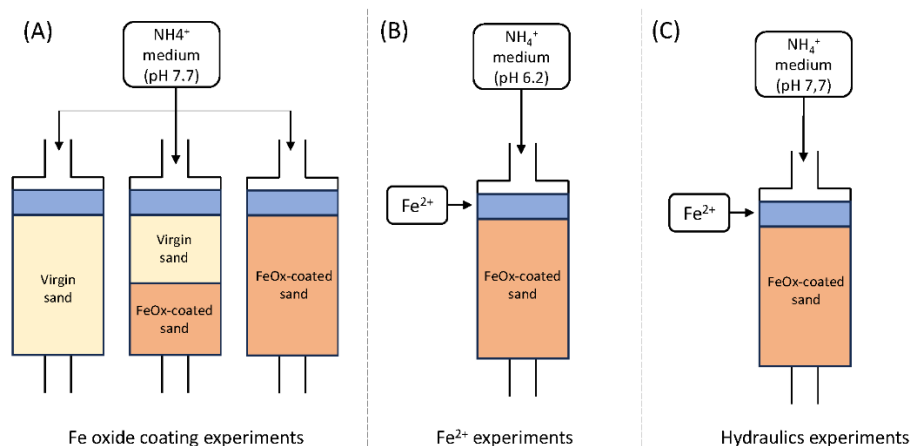 (A)
NH4⁺
medium
(pH 7.7)
Virgin
sand
Virgin
sand
FeOx-coated
sand
FeOx-coated
sand
Fe oxide coating experiments
(B)
NH₄⁺
medium
(pH 6.2)
Fe²⁺
FeOx-coated
sand
Fe²⁺ experiments
(C)
NH₄⁺
medium
(pH 7,7)
Fe²⁺
FeOx-coated
sand
Hydraulics experiments